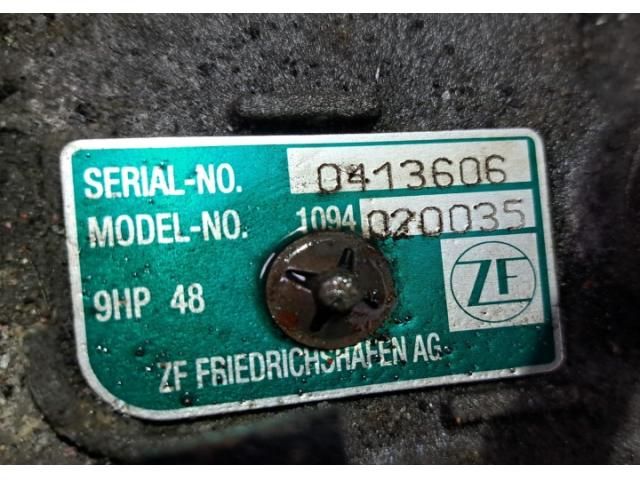 SERIAL-NO. 0413606
MODEL-NO. 1094 020035
9HP 48
ZF
ZF FRIEDRICHSHAFEN AG